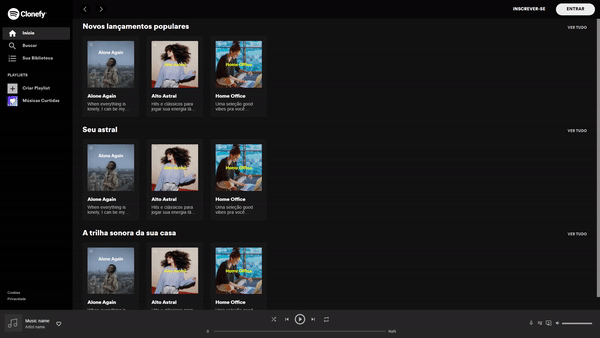 Clonefy
INSCREVER-SE
ENTRAR
Início
Buscar
Sua Biblioteca
PLAYLISTS
Criar Playlist
Músicas Curtidas
Cookies
Privacidade
Novos lançamentos populares
VER TUDO
Alone Again
Alto Astral
Home Office
Alone Again
Alto Astral
Home Office
When everything is
lonely, I can be my...
Hits e clássicos para
jogar sua energia lá...
Uma seleção good
vibes pra você...
Seu astral
VER TUDO
Alone Again
Alto Astral
Home Office
Alone Again
Alto Astral
Home Office
When everything is
lonely, I can be my...
Hits e clássicos para
jogar sua energia lá...
Uma seleção good
vibes pra você...
A trilha sonora da sua casa
VER TUDO
Alone Again
Alto Astral
Home Office
Alone Again
Alto Astral
Home Office
Music name
Artist name
0
NaN